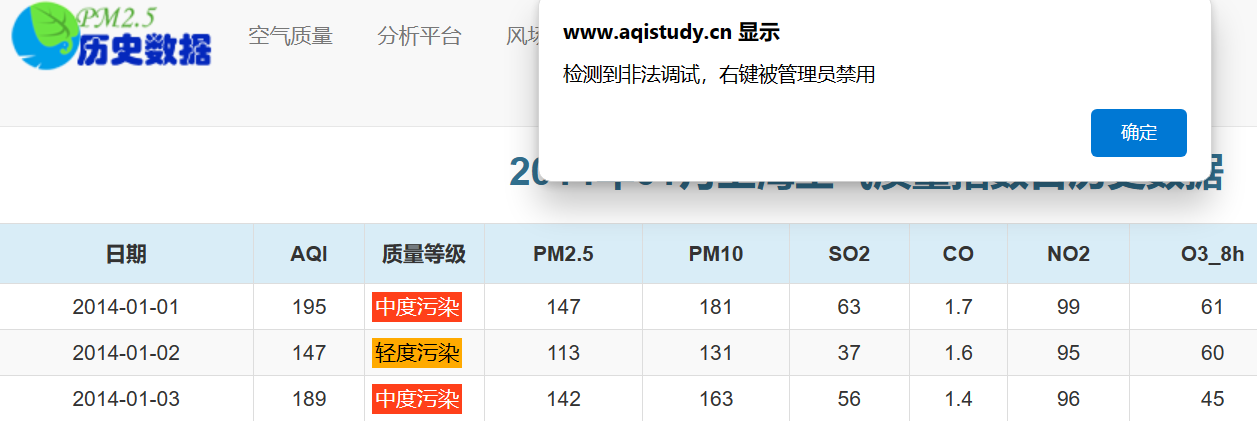 PM2.5
历史数据
空气质量 分析平台 风场
www.aqistudy.cn 显示
检测到非法调试，右键被管理员禁用
确定
日期 AQI 质量等级 PM2.5 PM10 SO2 CO NO2 O3_8h
2014-01-01 195 中度污染 147 181 63 1.7 99 61
2014-01-02 147 轻度污染 113 131 37 1.6 95 60
2014-01-03 189 中度污染 142 163 56 1.4 96 45